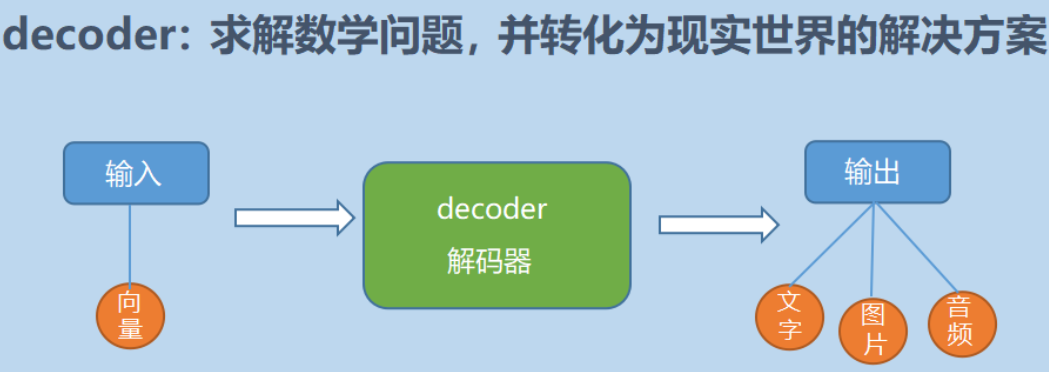 decoder: 求解数学问题，并转化为现实世界的解决方案
输入
decoder
解码器
输出
向
量
文
字
图
片
音
频